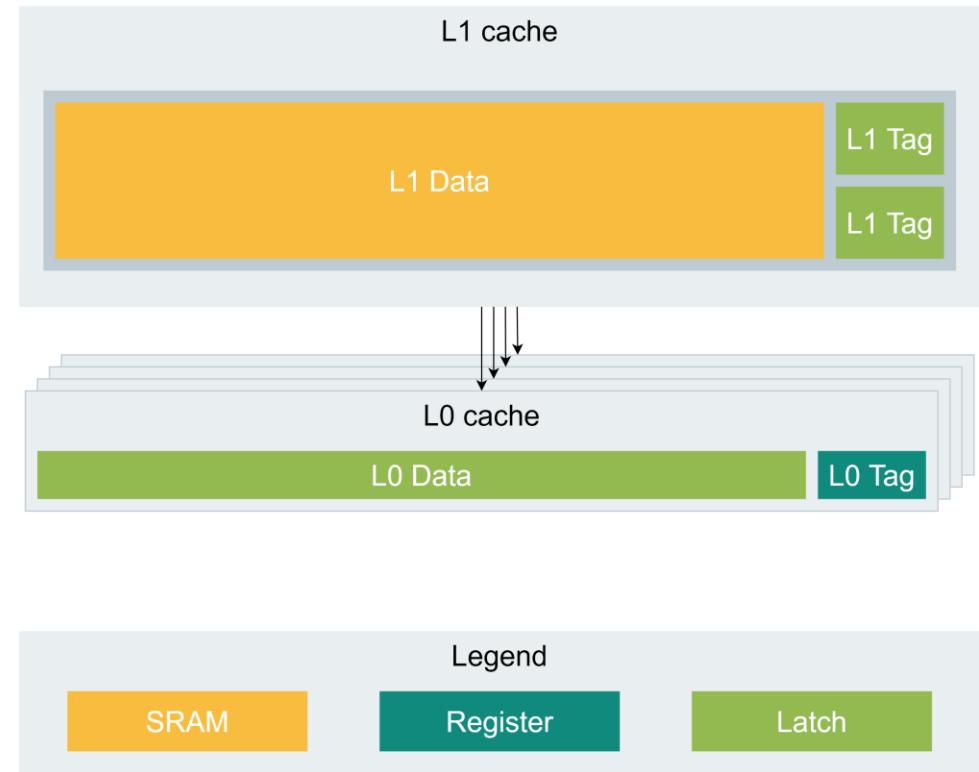 L1 cache
L1 Data
L1 Tag
L1 Tag
L0 cache
L0 Data
L0 Tag
Legend
SRAM
Register
Latch